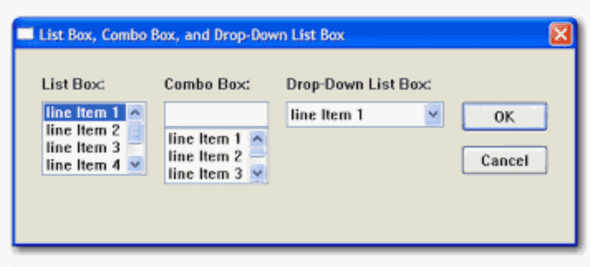 List Box, Combo Box, and Drop-Down List Box
List Box:
line Item 1
line Item 2
line Item 3
line Item 4
Combo Box:
line Item 1
line Item 2
line Item 3
Drop-Down List Box:
line Item 1
OK
Cancel